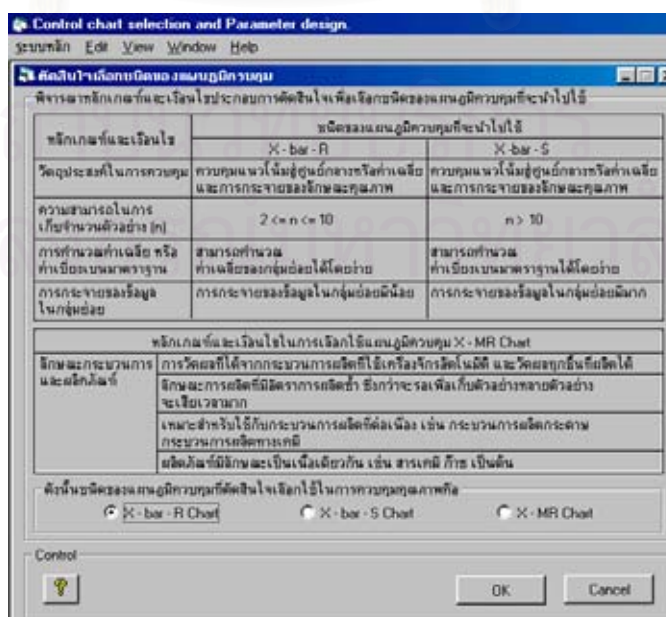 Control chart selection and Parameter design.
ระบบหลัก Edit View Window Help
ตัดสินใจเลือกชนิดของแผนภูมิควบคุม
พิจารณาหลักเกณฑ์และเงื่อนไขประกอบการตัดสินใจเพื่อเลือกชนิดของแผนภูมิควบคุมที่จะนำไปใช้
หลักเกณฑ์และเงื่อนไข
ชนิดของแผนภูมิควบคุมที่จะนำไปใช้
X - bar - R
X - bar - S
วัตถุประสงค์ในการควบคุม
ควบคุมแนวโน้มสู่ศูนย์กลางหรือค่าเฉลี่ย
และการกระจายของลักษณะคุณภาพ
ควบคุมแนวโน้มสู่ศูนย์กลางหรือค่าเฉลี่ย
และการกระจายของลักษณะคุณภาพ
ความสามารถในการ
เก็บจำนวนตัวอย่าง (n)
2 <= n <= 10
n > 10
การคำนวณค่าเฉลี่ย หรือ
ค่าเบี่ยงเบนมาตราฐาน
สามารถคำนวณ
ค่าเฉลี่ยของกลุ่มย่อยได้โดยง่าย
สามารถคำนวณ
ค่าเบี่ยงเบนมาตราฐานได้โดยง่าย
การกระจายของข้อมูล
ในกลุ่มย่อย
การกระจายของข้อมูลในกลุ่มย่อยมีน้อย
การกระจายของข้อมูลในกลุ่มย่อยมีมาก
หลักเกณฑ์และเงื่อนไขในการเลือกใช้แผนภูมิควบคุม X - MR Chart
ลักษณะกระบวนการ
และผลิตภัณฑ์
การวัดผลที่ได้จากกระบวนการผลิตที่ใช้เครื่องจักรอัตโนมัติ และวัดผลทุกชิ้นที่ผลิตได้
ลักษณะการผลิตที่มีอัตราการผลิตช้า ซึ่งกว่าจะรอเพื่อเก็บตัวอย่างหลายตัวอย่าง
จะเสียเวลามาก
เหมาะสำหรับใช้กับกระบวนการผลิตที่ต่อเนื่อง เช่น กระบวนการผลิตกระดาษ
กระบวนการผลิตทางเคมี
ผลิตภัณฑ์มีลักษณะเป็นเนื้อเดียวกัน เช่น สารเคมี ก๊าซ เป็นต้น
ดังนั้นชนิดของแผนภูมิควบคุมที่ตัดสินใจเลือกใช้ในการควบคุมคุณภาพคือ
X - bar - R Chart
X - bar - S Chart
X - MR Chart
Control
?
OK
Cancel